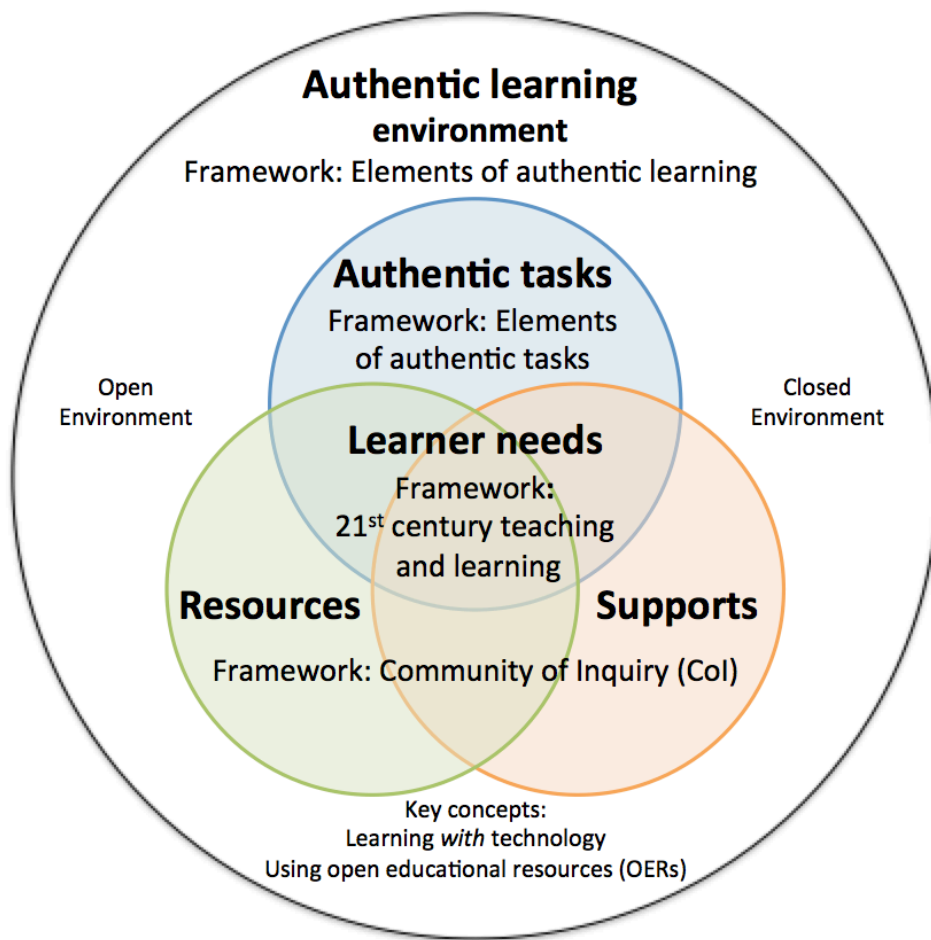 Authentic learning
environment
Framework: Elements of authentic learning
Authentic tasks
Framework: Elements
of authentic tasks
Open
Environment
Closed
Environment
Learner needs
Framework:
21st century teaching
and learning
Resources
Supports
Framework: Community of Inquiry (CoI)
Key concepts:
Learning with technology
Using open educational resources (OERs)